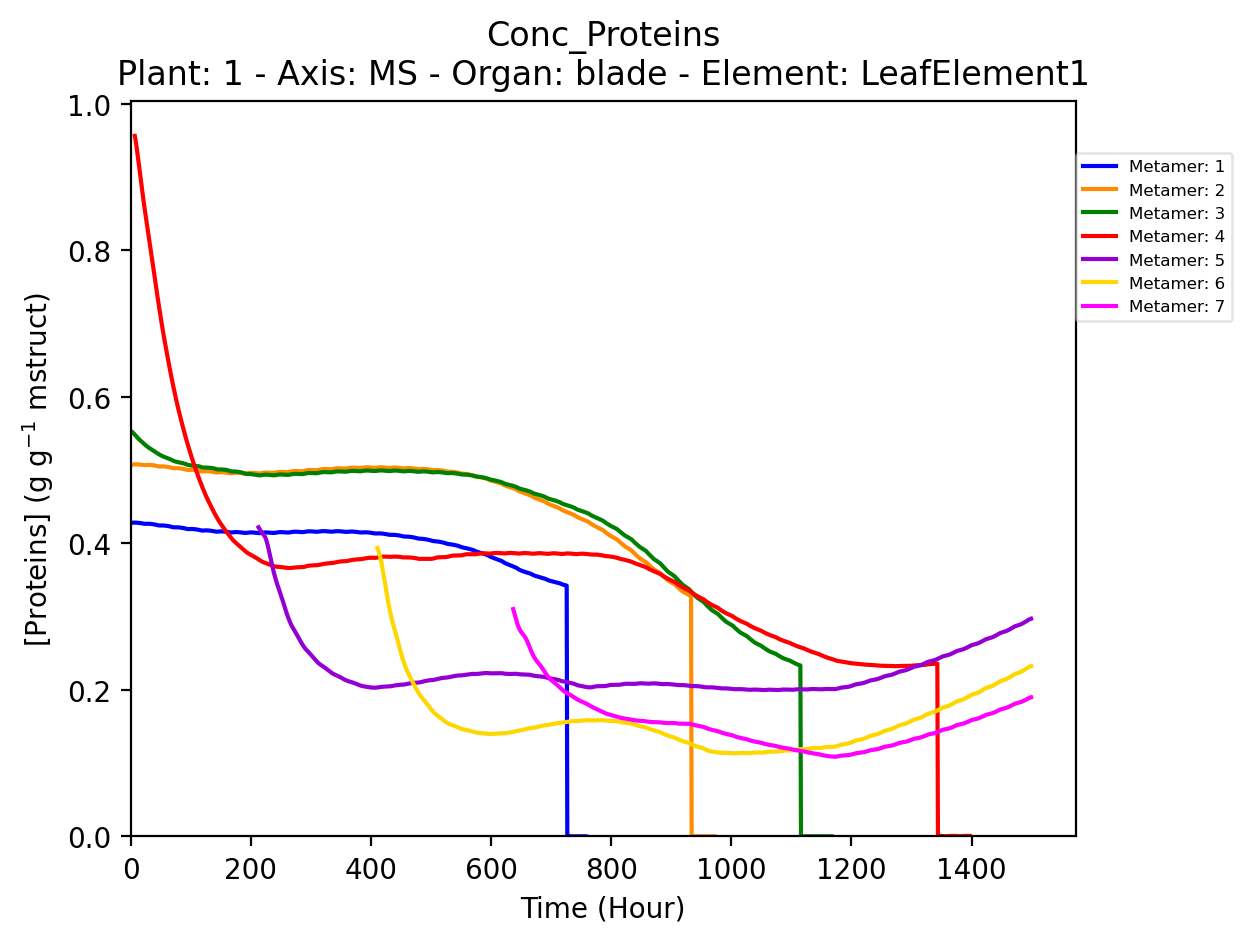 Conc_Proteins
Plant: 1 - Axis: MS - Organ: blade - Element: LeafElement1
1.0
0.8
0.6
0.4
0.2
0.0
[Proteins] (g g⁻¹ mstruct)
0 200 400 600 800 1000 1200 1400
Time (Hour)
Metamer: 1
Metamer: 2
Metamer: 3
Metamer: 4
Metamer: 5
Metamer: 6
Metamer: 7